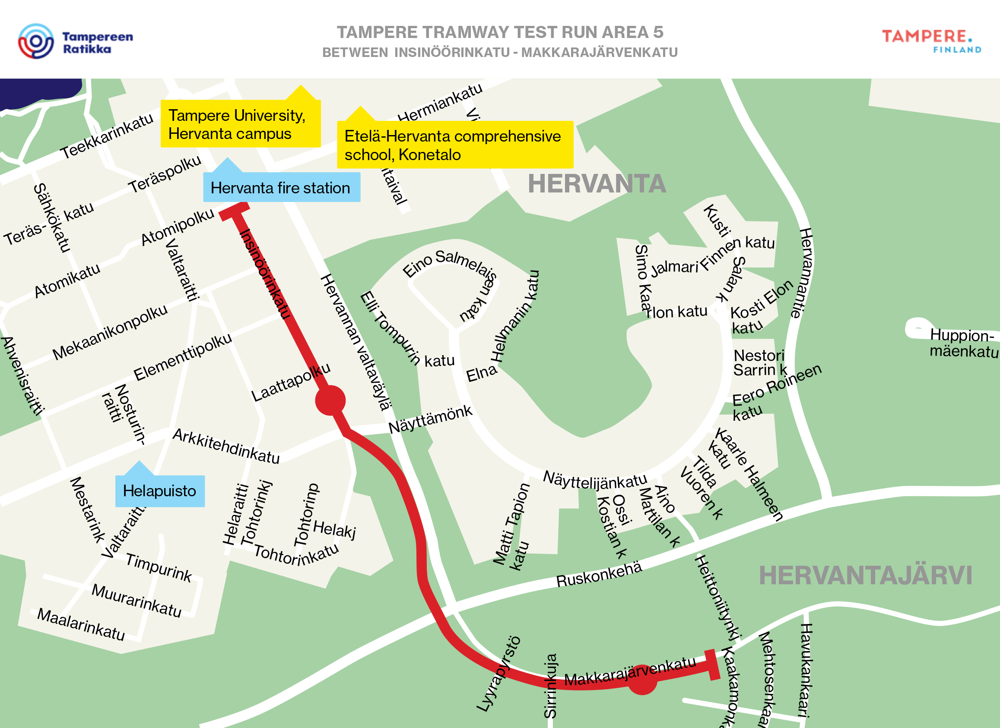 Tampereen
Ratikka
TAMPERE TRAMWAY TEST RUN AREA 5
BETWEEN INSINÖÖRINKATU - MAKKARAJÄRVENKATU
TAMPERE.
FINLAND
Tampere University,
Hervanta campus
Etelä-Hervanta comprehensive
school, Konetalo
Hervanta fire station
Helapuisto
HERVANTA
HERVANTAJÄRVI
Hermiankatu
Vi
itaival
Teekkarinkatu
Teräspolku
Sähkökatu
Teräs- katu
Atomipolku
Valtaraitti
Atomikatu
Insinöörinkatu
Mekaanikonpolku
Elementtipolku
Ahvenisraitti
Nosturin-
raitti
Laattapolku
Hervannan valtaväylä
Arkkitehdinkatu
Näyttämönk
Eino Salmelaisen katu
Elli Tompurin katu
Elna Hellmanin katu
Kusti Salan k
Jalmari Finnen katu
Simo Kaarlon katu
Kosti Elon
katu
Nestori
Sarrin k
Eero Roineen
katu
Hervannantie
Huppion-
mäenkatu
Kaarle Halmeen
katu
Tilda
Vuoren k
Näyttelijänkatu
Aino
Mattilan k
Ossi
Kostian k
Matti Tapion
katu
Mestarink
Valtaraitti
Helaraitti
Tohtorinkj
Tohtorinp
Helakj
Tohtorinkatu
Timpurink
Muurarinkatu
Maalarinkatu
Ruskonkehä
Heittoniitynkj
Lyyrapyrstö
Sirrinkuja
Makkarajärvenkatu
Kaakamonk
Mehtosenkaar
Havukankaari